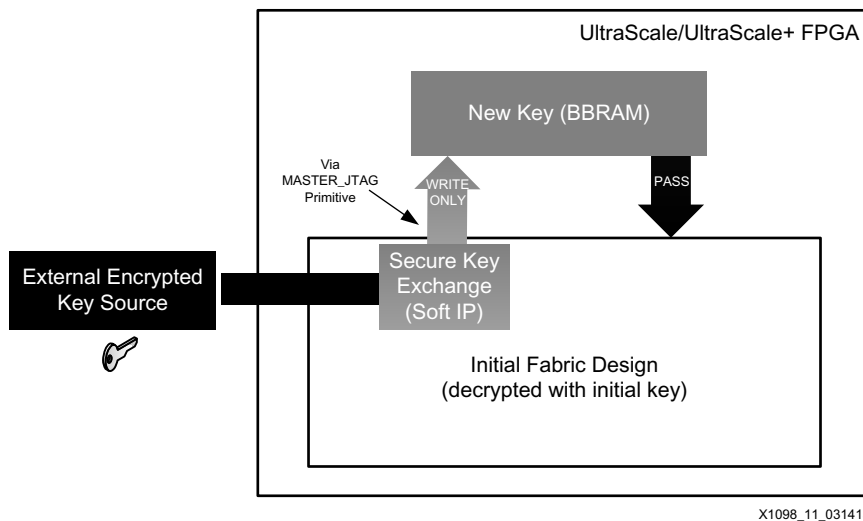 UltraScale/UltraScale+ FPGA
New Key (BBRAM)
Via
MASTER_JTAG
Primitive
WRITE
ONLY
PASS
External Encrypted
Key Source
Secure Key
Exchange
(Soft IP)
Initial Fabric Design
(decrypted with initial key)
X1098_11_03141